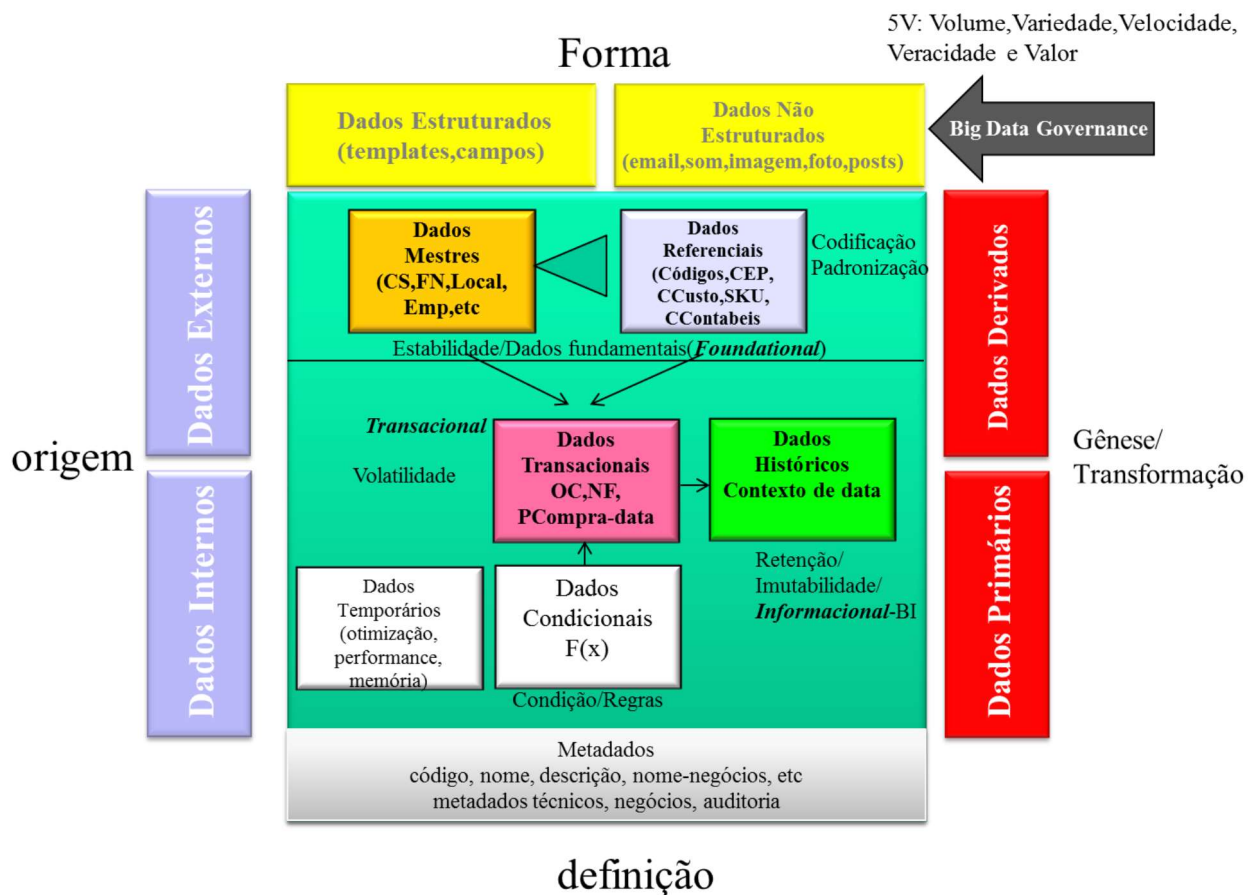 5V: Volume,Variedade,Velocidade,
Veracidade e Valor
Forma
Dados Estruturados
(templates,campos)
Dados Não
Estruturados
(email,som,imagem,foto,posts)
Big Data Governance
Dados Externos
Dados Internos
origem
Dados
Mestres
(CS,FN,Local,
Emp,etc
Dados
Referenciais
(Códigos,CEP,
CCusto,SKU,
CContabeis
Codificação
Padronização
Estabilidade/Dados fundamentais(Foundational)
Transacional
Volatilidade
Dados
Transacionais
OC,NF,
PCompra-data
Dados
Históricos
Contexto de data
Retenção/
Imutabilidade/
Informacional-BI
Dados
Temporários
(otimização,
performance,
memória)
Dados
Condicionais
F(x)
Condição/Regras
Dados Derivados
Dados Primários
Gênese/
Transformação
Metadados
código, nome, descrição, nome-negócios, etc
metadados técnicos, negócios, auditoria
definição